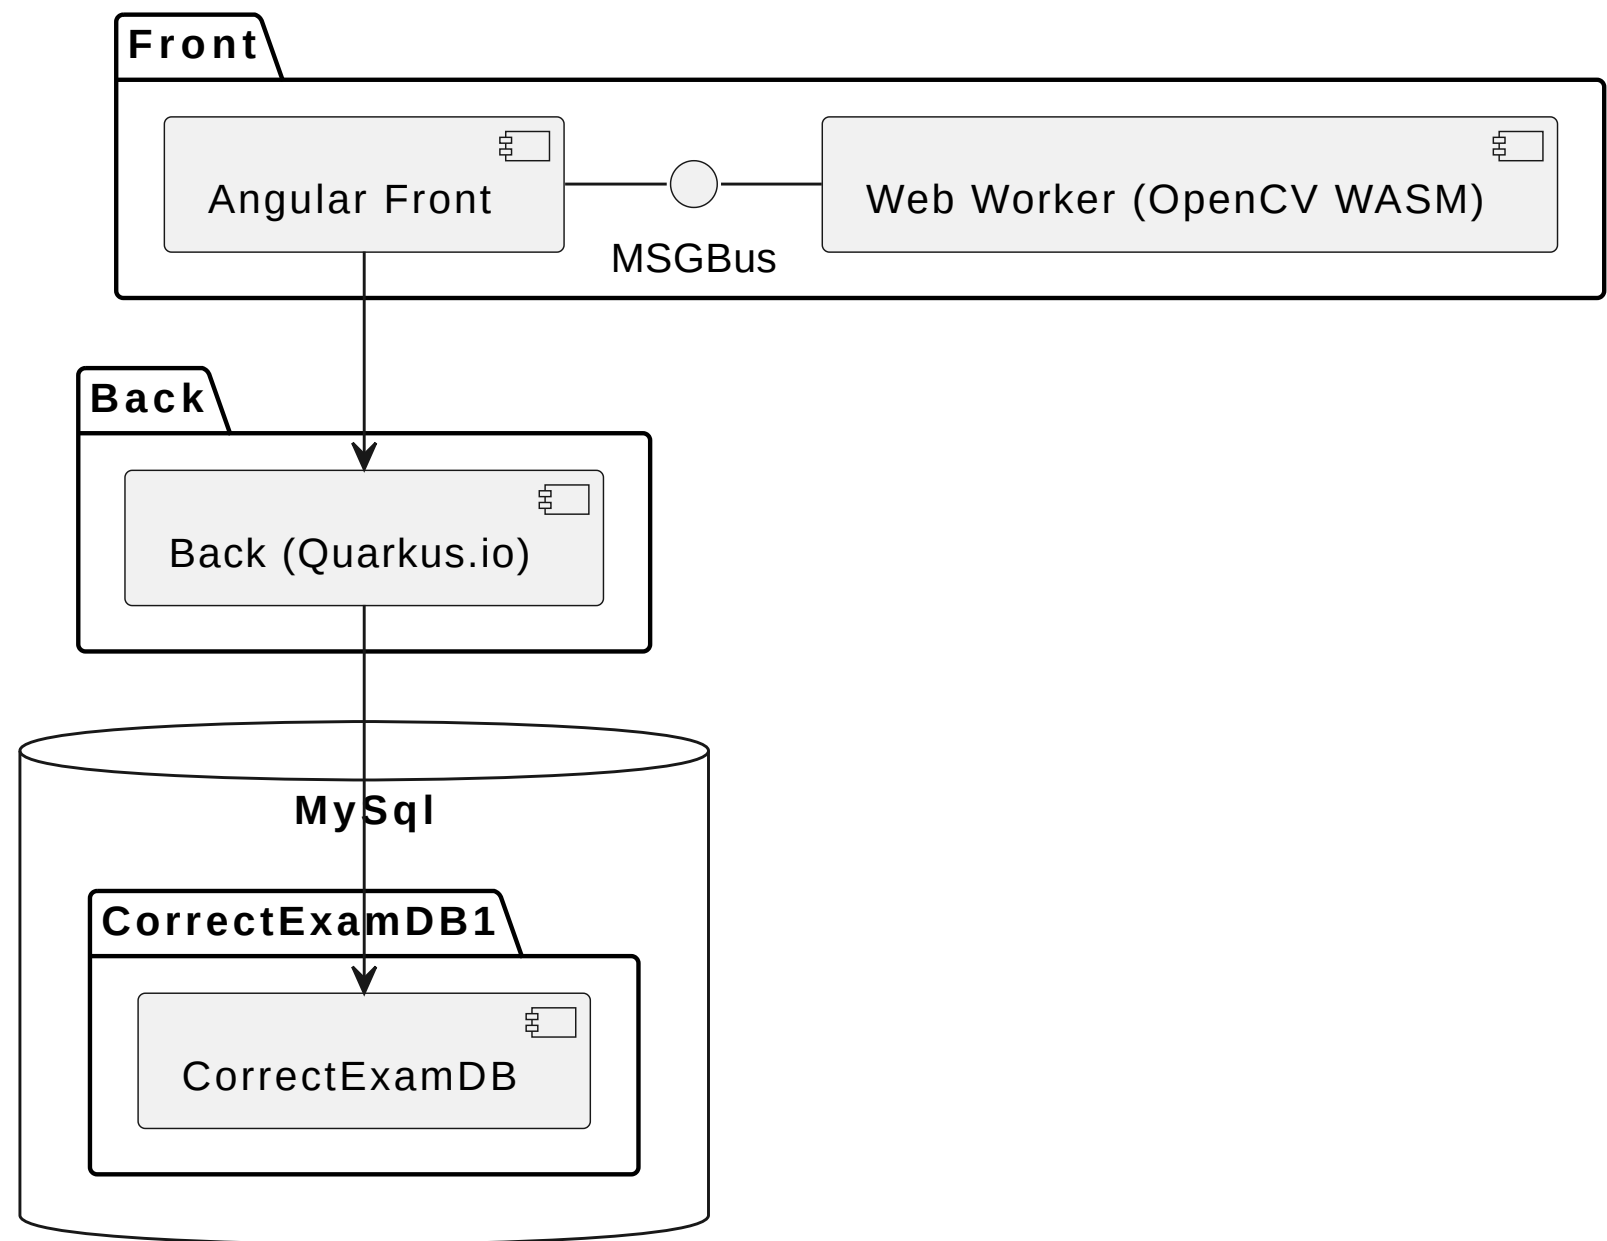 Front
Angular Front
Web Worker (OpenCV WASM)
MSGBus
Back
Back (Quarkus.io)
MySql
CorrectExamDB1
CorrectExamDB